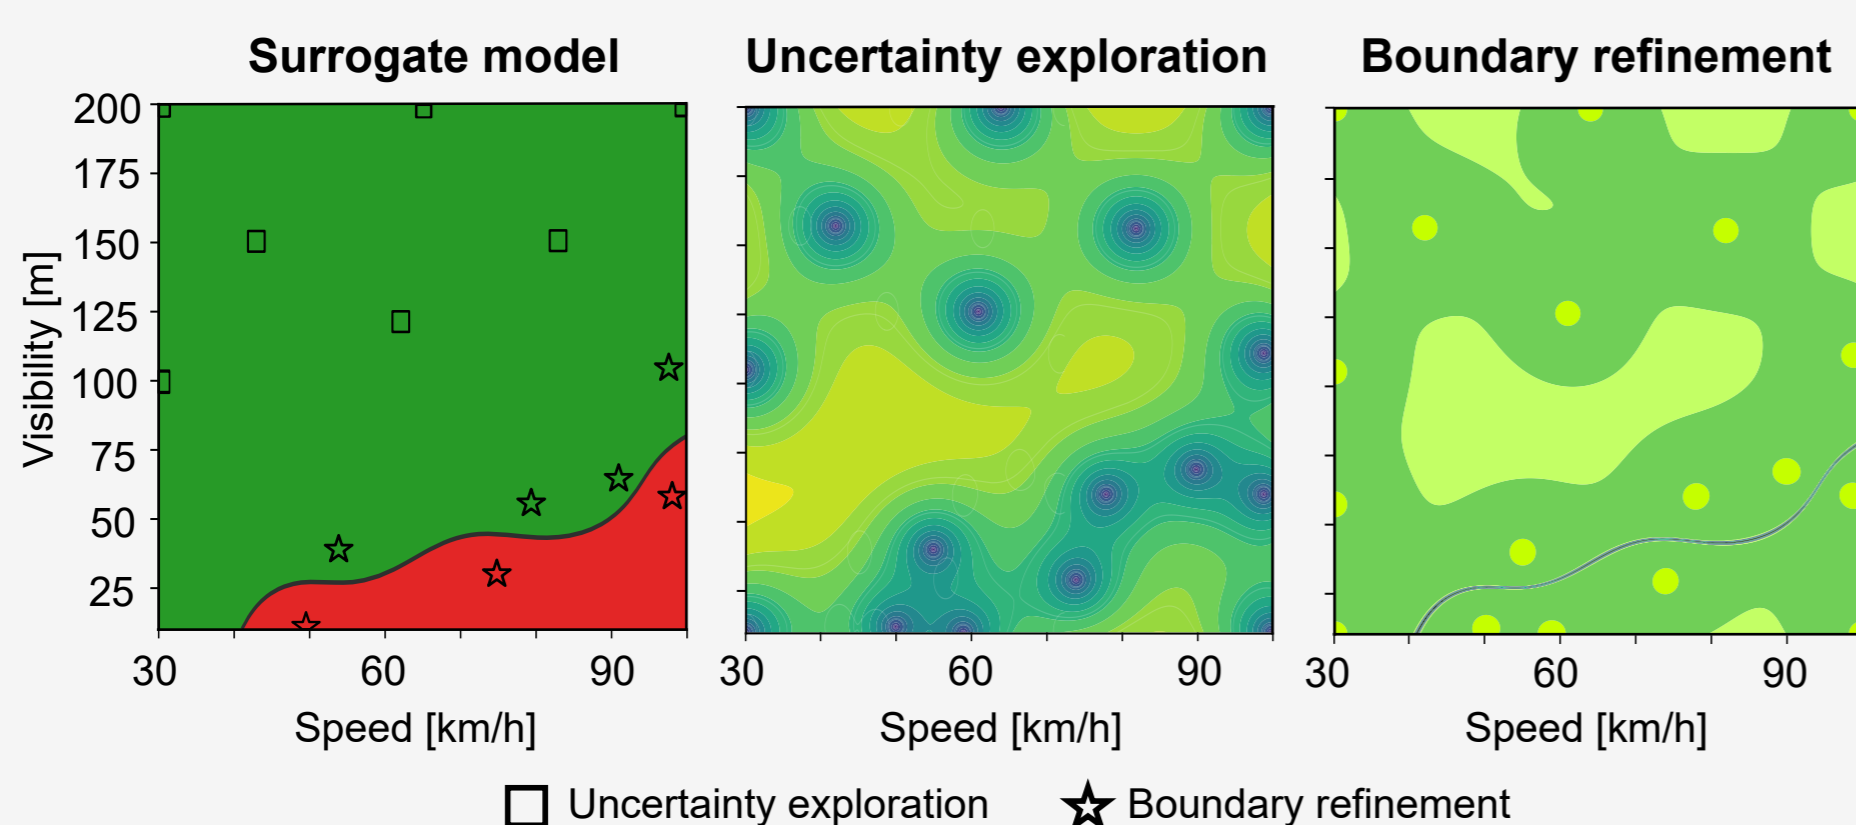 Surrogate model
Uncertainty exploration
Boundary refinement
Visibility [m]
200
175
150
125
100
75
50
25
30 60 90
30 60 90
30 60 90
Speed [km/h]
Speed [km/h]
Speed [km/h]
Uncertainty exploration
Boundary refinement